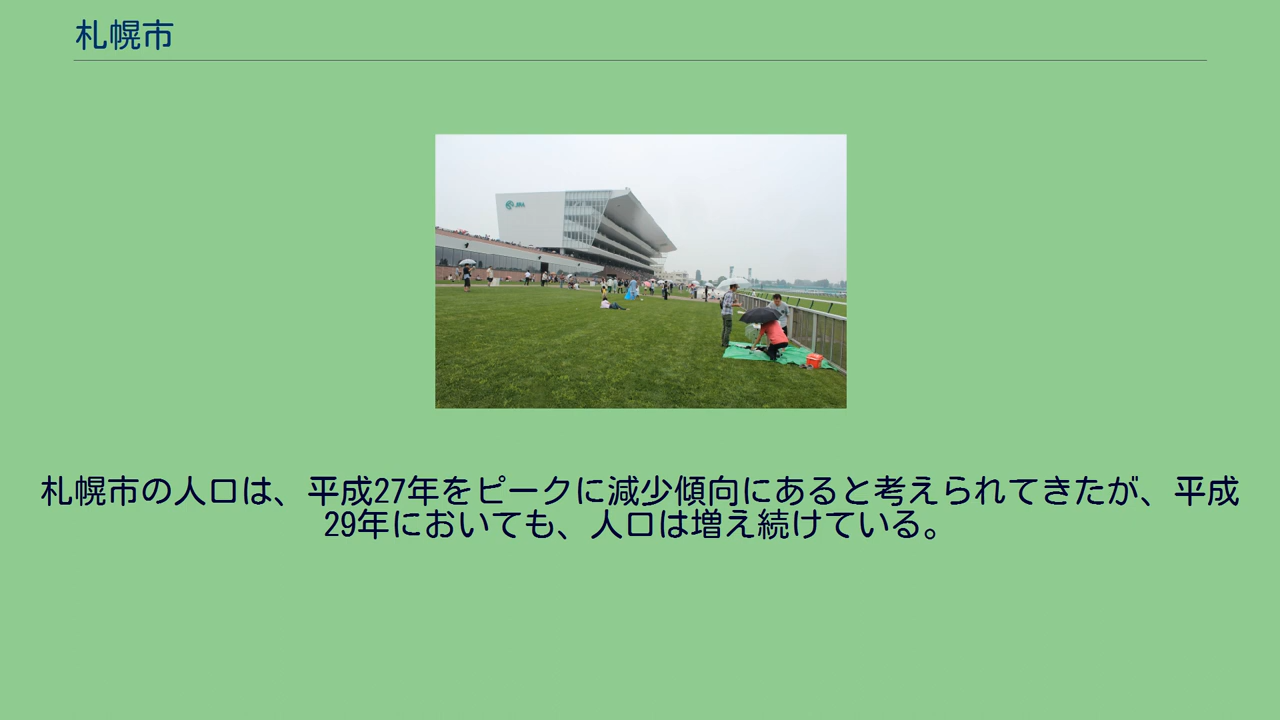 札幌市
JRA
札幌市の人口は、平成27年をピークに減少傾向にあると考えられてきたが、平成
29年においても、人口は増え続けている。